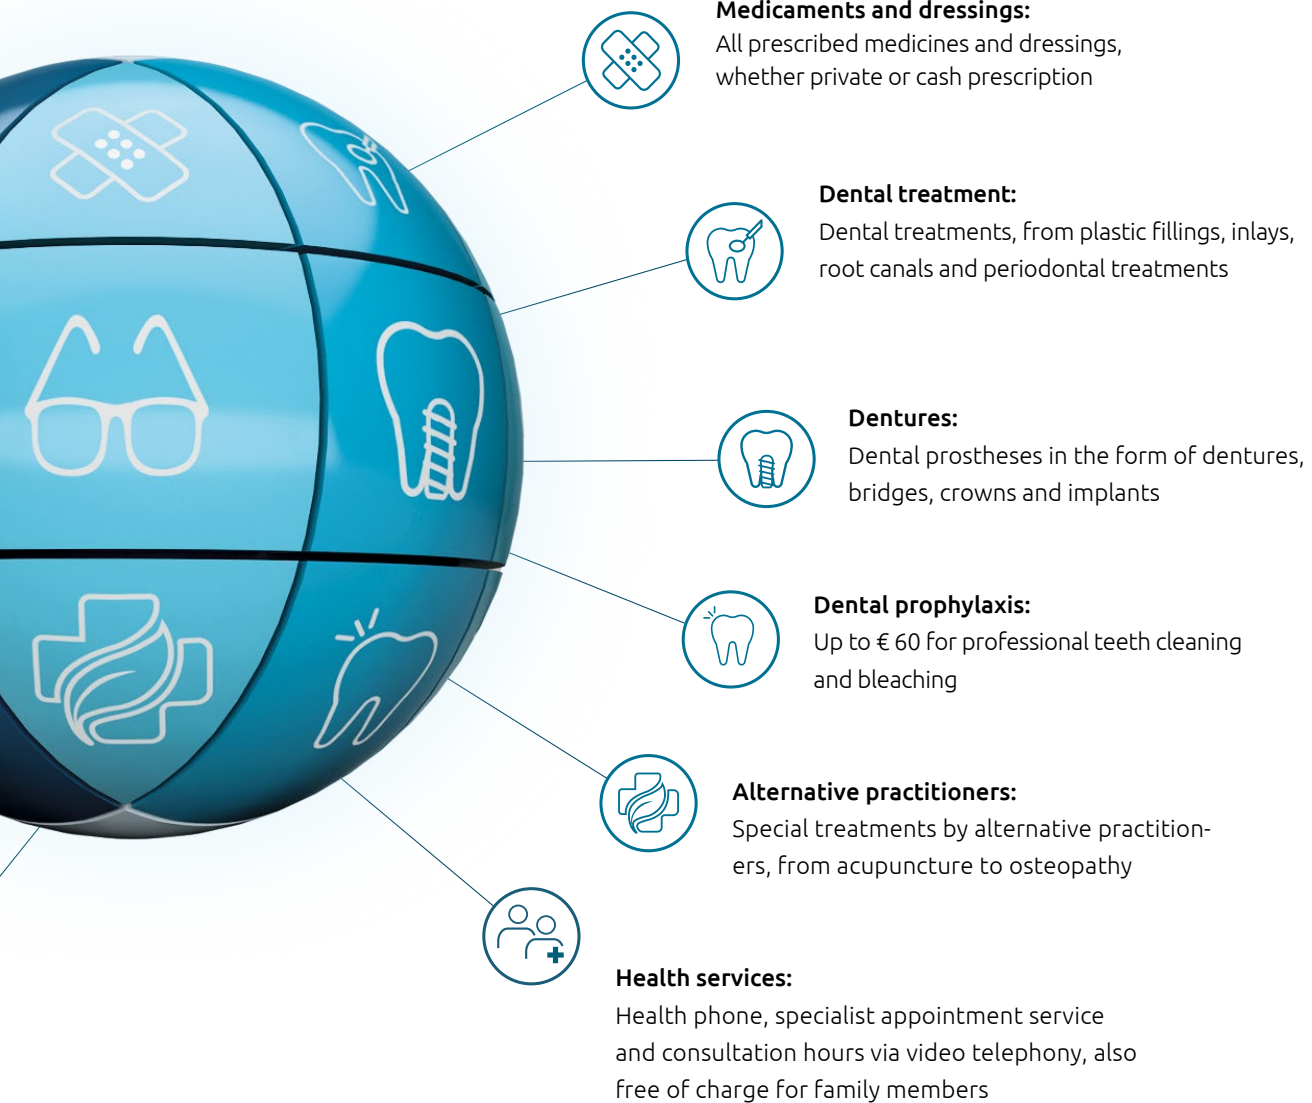 Medicaments and dressings:
All prescribed medicines and dressings,
whether private or cash prescription
Dental treatment:
Dental treatments, from plastic fillings, inlays,
root canals and periodontal treatments
Dentures:
Dental prostheses in the form of dentures,
bridges, crowns and implants
Dental prophylaxis:
Up to € 60 for professional teeth cleaning
and bleaching
Alternative practitioners:
Special treatments by alternative practition-
ers, from acupuncture to osteopathy
Health services:
Health phone, specialist appointment service
and consultation hours via video telephony, also
free of charge for family members